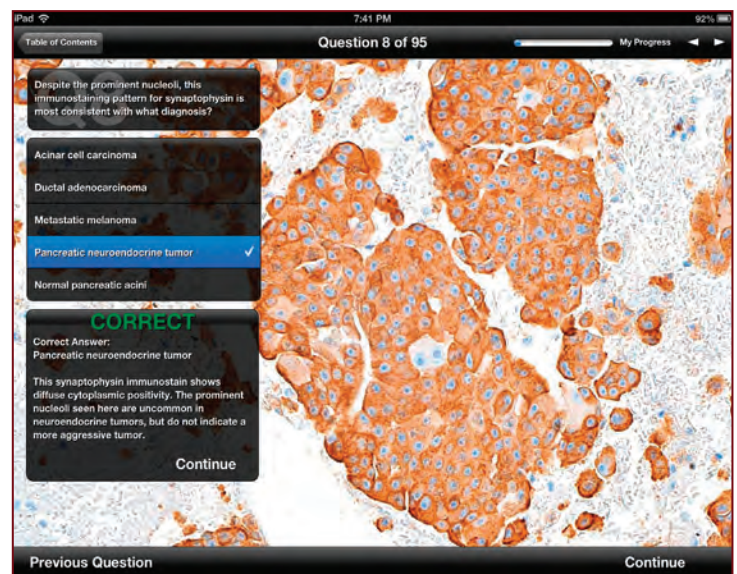 iPad 7:41 PM 92%
Table of Contents Question 8 of 95 My Progress
Despite the prominent nucleoli, this
immunostaining pattern for synaptophysin is
most consistent with what diagnosis?
Acinar cell carcinoma
Ductal adenocarcinoma
Metastatic melanoma
Pancreatic neuroendocrine tumor
Normal pancreatic acini
CORRECT
Correct Answer:
Pancreatic neuroendocrine tumor
This synaptophysin immunostain shows
diffuse cytoplasmic positivity. The prominent
nucleoli seen here are uncommon in
neuroendocrine tumors, but do not indicate a
more aggressive tumor.
Continue
Previous Question Continue